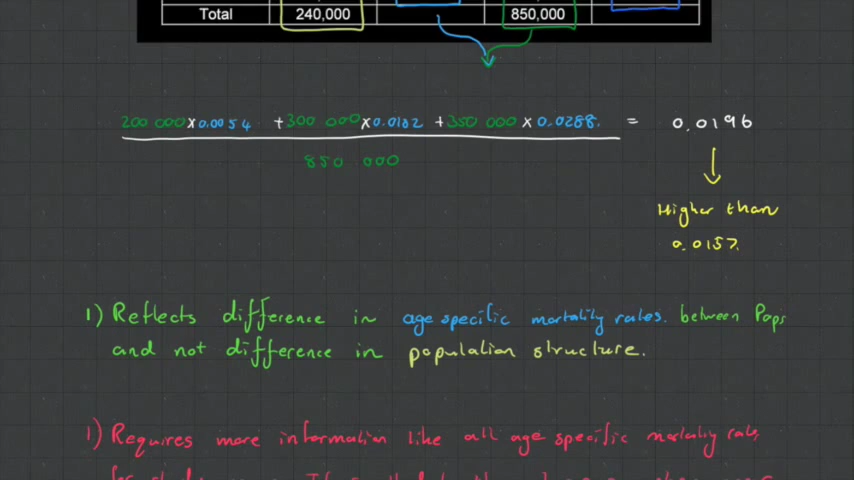 Total 240,000 850,000
200 000 x 0.0054 + 300 000 x 0.0182 + 350 000 x 0.0288. = 0.0196
850 000
Higher than
0.0157.
1) Reflects difference in age specific mortality rates. between Pops
and not difference in population structure.
1) Requires more information like all age specific mortality rates